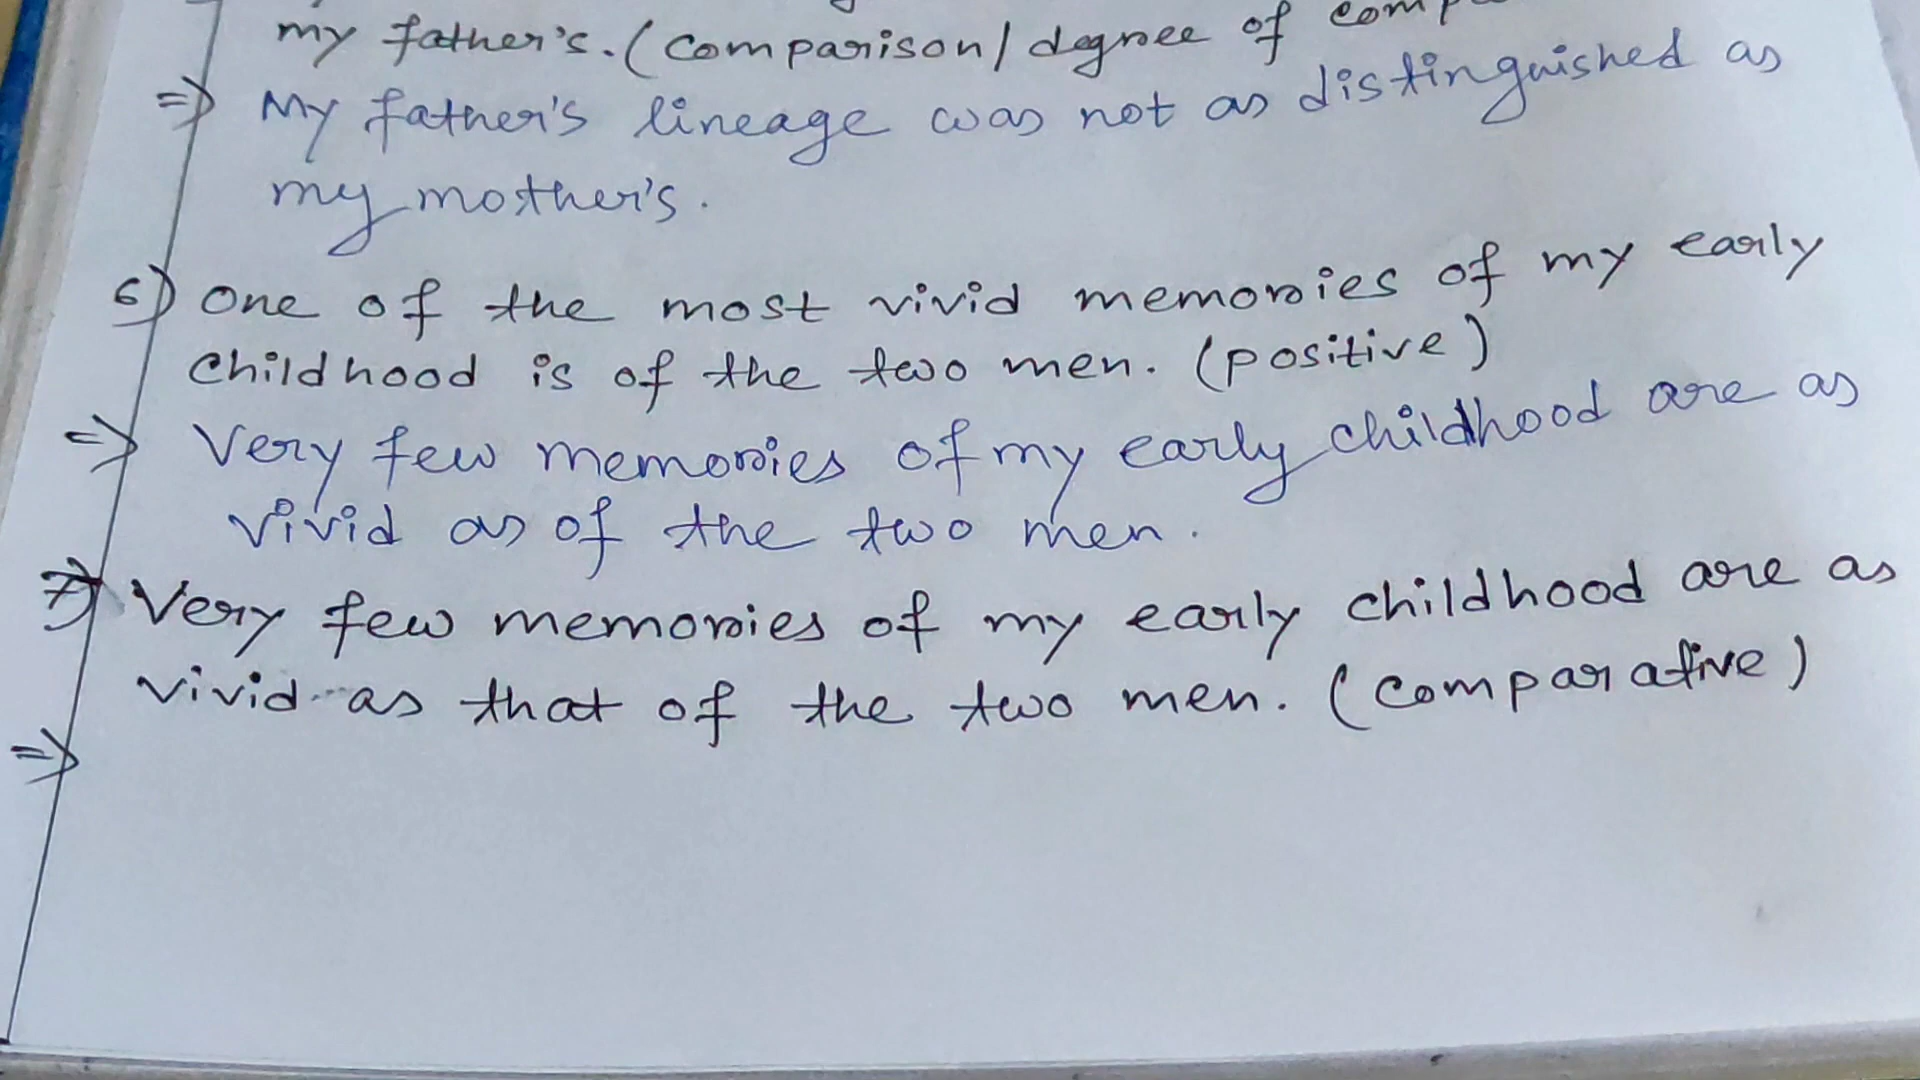 my father's. (comparison/degree of
=> My father's lineage was not as distinguished as
my mother's.
6) One of the most vivid memories of my early
childhood is of the two men. (positive)
=> Very few memories of my early childhood are as
vivid as of the two men.
7) Very few memories of my early childhood are as
vivid as that of the two men. (comparative)
=>